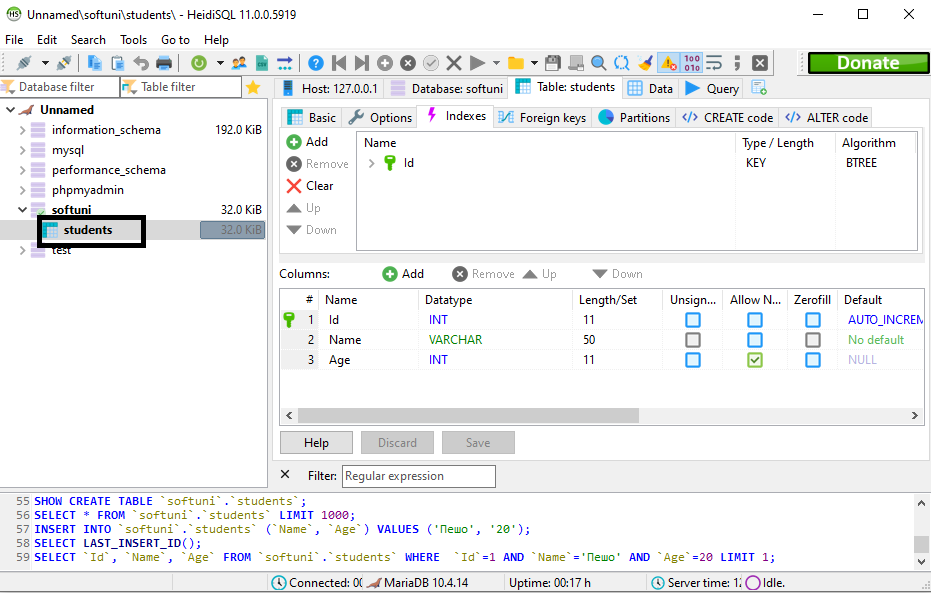 Unnamed\softuni\students\ - HeidiSQL 11.0.0.5919
File Edit Search Tools Go to Help
Donate
Database filter Table filter
Host: 127.0.0.1 Database: softuni Table: students Data Query
Unnamed
information_schema 192.0 KiB
mysql
performance_schema
phpmyadmin
softuni 32.0 KiB
students 32.0 KiB
test
Basic Options Indexes Foreign keys Partitions CREATE code ALTER code
Add
Remove
Clear
Up
Down
Name Type / Length Algorithm
Id KEY BTREE
Columns: Add Remove Up Down
# Name Datatype Length/Set Unsign... Allow N... Zerofill Default
1 Id INT 11 AUTO_INCREM
2 Name VARCHAR 50 No default
3 Age INT 11 NULL
Help Discard Save
Filter: Regular expression
55 SHOW CREATE TABLE `softuni`.`students`;
56 SELECT * FROM `softuni`.`students` LIMIT 1000;
57 INSERT INTO `softuni`.`students` (`Name`, `Age`) VALUES ('Пешо', '20');
58 SELECT LAST_INSERT_ID();
59 SELECT `Id`, `Name`, `Age` FROM `softuni`.`students` WHERE  `Id`=1 AND `Name`='Пешо' AND `Age`=20 LIMIT 1;
Connected: 00 MariaDB 10.4.14 Uptime: 00:17 h Server time: 12 Idle.